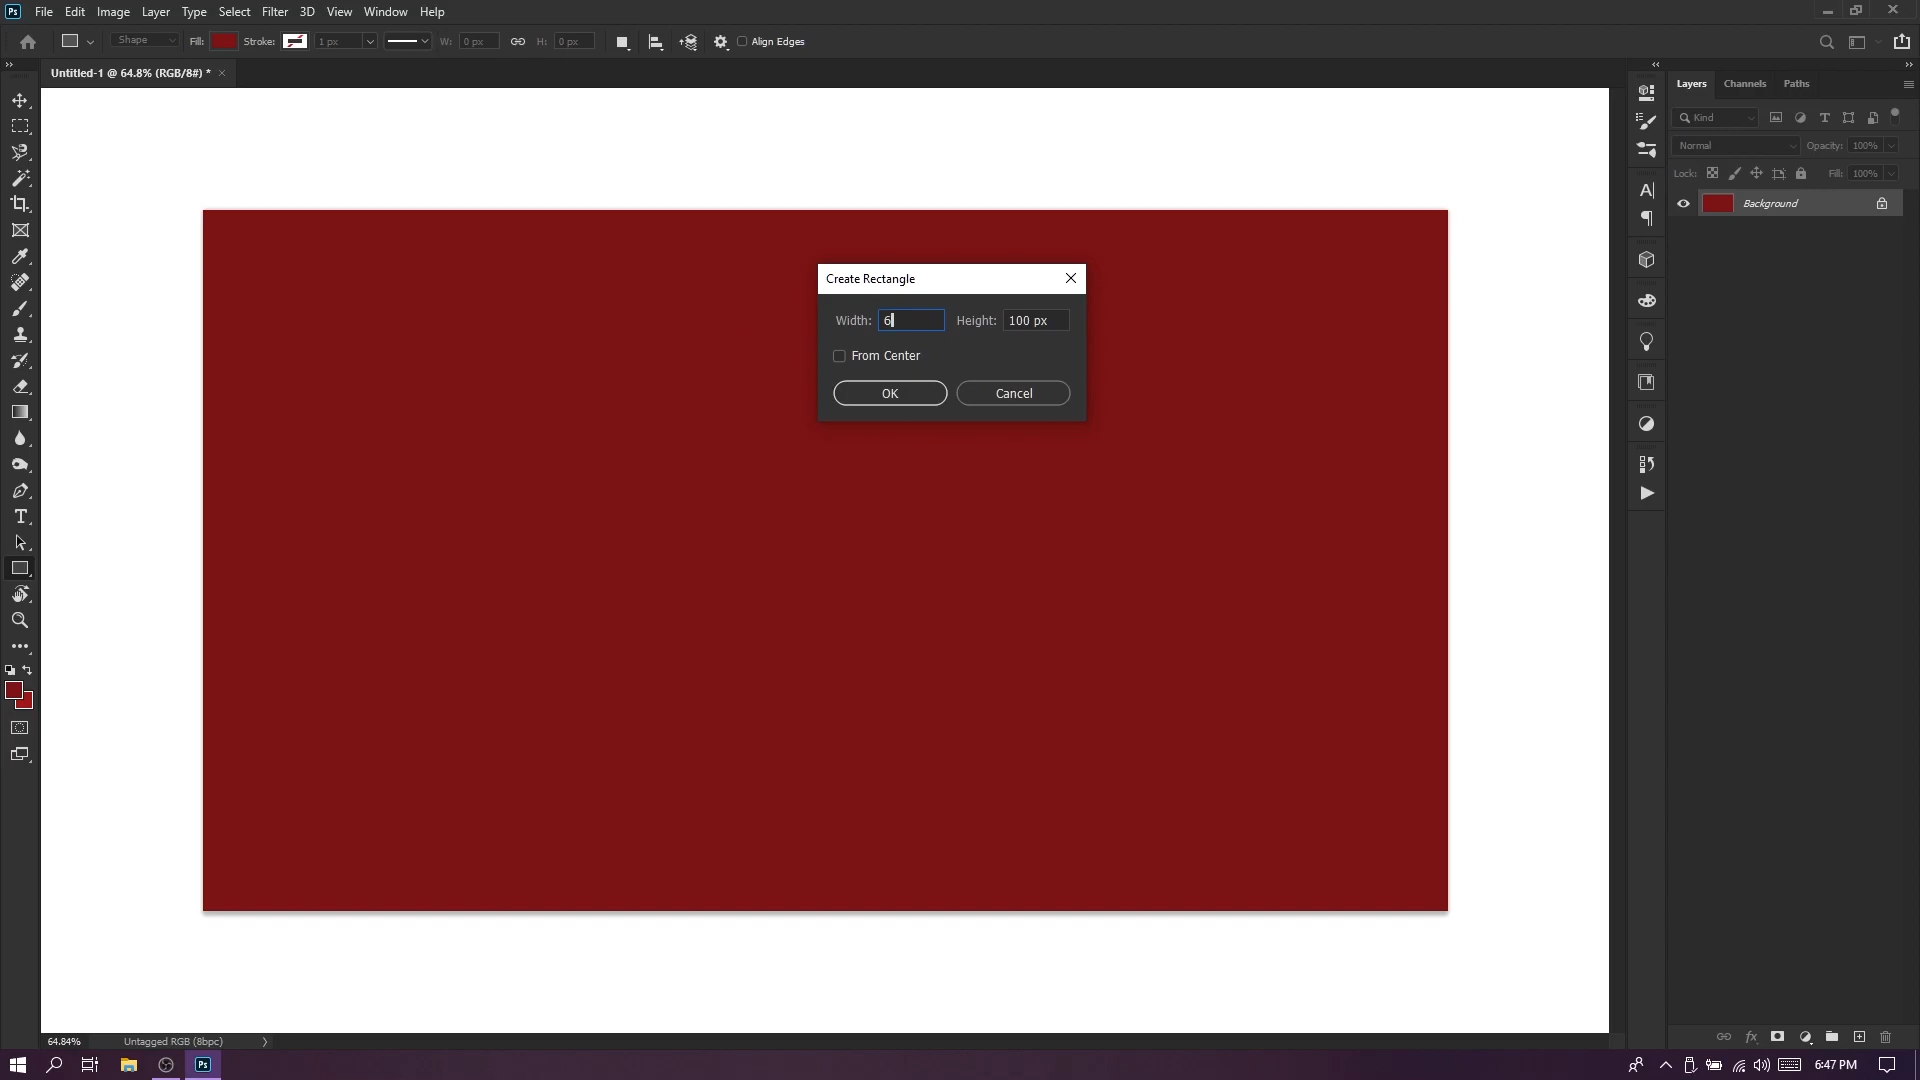 Ps File Edit Image Layer Type Select Filter 3D View Window Help
Shape Fill: Stroke: 1 px W: 0 px H: 0 px Align Edges
Untitled-1 @ 64.8% (RGB/8#) * ×
Layers Channels Paths
Kind
Normal Opacity: 100%
Lock: Fill: 100%
Background
Create Rectangle
Width: 6 Height: 100 px
From Center
OK Cancel
64.84% Untagged RGB (8bpc)
Ps 6:47 PM